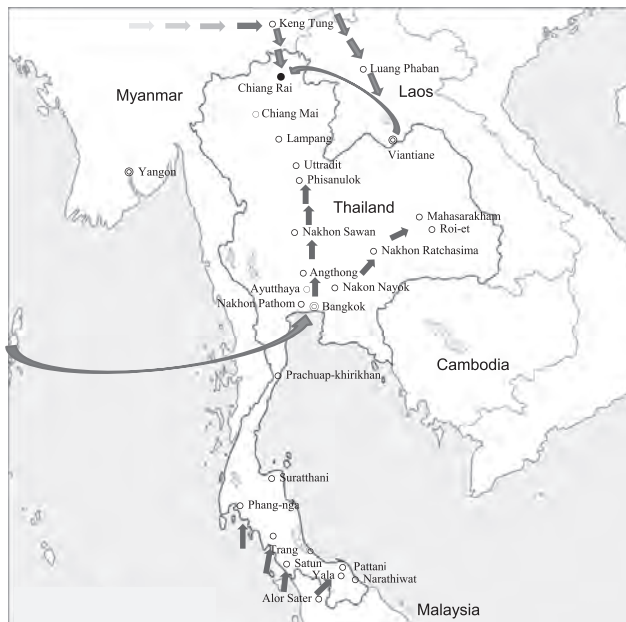 Keng Tung
Luang Phaban
Chiang Rai
Laos
Myanmar
Chiang Mai
Lampang
Viantiane
Uttradit
Yangon
Phisanulok
Thailand
Mahasarakham
Roi-et
Nakhon Sawan
Nakhon Ratchasima
Angthong
Ayutthaya
Nakon Nayok
Nakhon Pathom
Bangkok
Cambodia
Prachuap-khirikhan
Suratthani
Phang-nga
Trang
Satun
Pattani
Yala
Narathiwat
Alor Sater
Malaysia